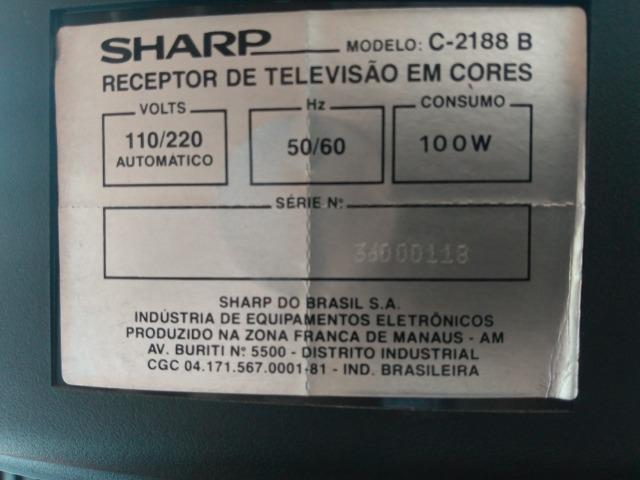 SHARP MODELO: C-2188 B
RECEPTOR DE TELEVISÃO EM CORES
VOLTS Hz CONSUMO
110/220 50/60 100W
AUTOMATICO
SÉRIE Nº
36000118
SHARP DO BRASIL S.A.
INDÚSTRIA DE EQUIPAMENTOS ELETRÔNICOS
PRODUZIDO NA ZONA FRANCA DE MANAUS - AM
AV. BURITI Nº 5500 - DISTRITO INDUSTRIAL
CGC 04.171.567.0001-81 - IND. BRASILEIRA